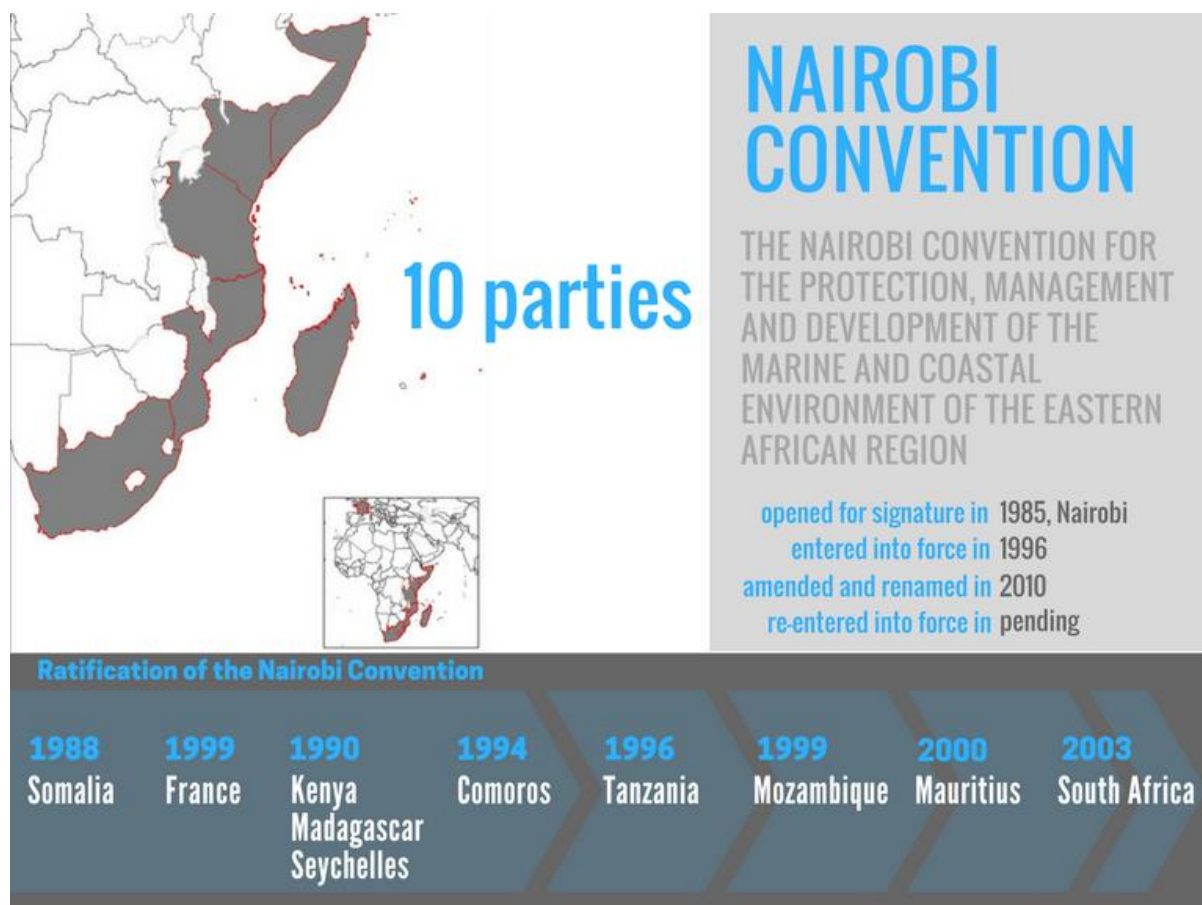 NAIROBI
CONVENTION
THE NAIROBI CONVENTION FOR
THE PROTECTION, MANAGEMENT
AND DEVELOPMENT OF THE
MARINE AND COASTAL
ENVIRONMENT OF THE EASTERN
AFRICAN REGION
10 parties
opened for signature in 1985, Nairobi
entered into force in 1996
amended and renamed in 2010
re-entered into force in pending
Ratification of the Nairobi Convention
1988
Somalia
1999
France
1990
Kenya
Madagascar
Seychelles
1994
Comoros
1996
Tanzania
1999
Mozambique
2000
Mauritius
2003
South Africa